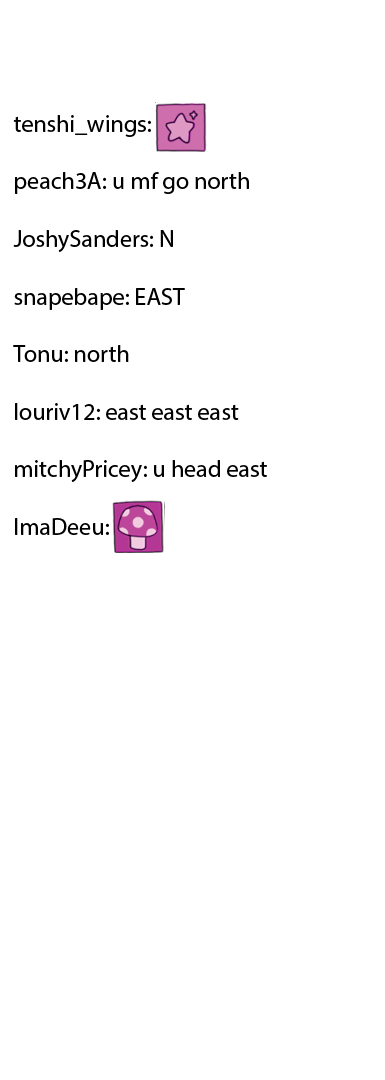 tenshi_wings:
peach3A: u mf go north
JoshySanders: N
snapebape: EAST
Tonu: north
louriv12: east east east
mitchyPricey: u head east
ImaDeeu: